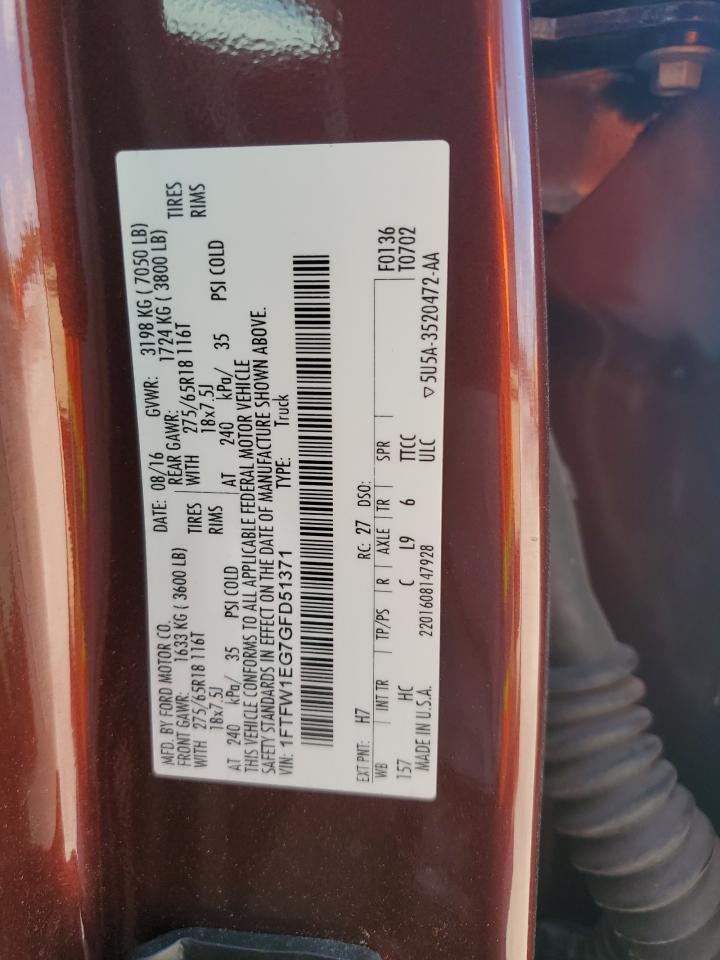 MFD. BY FORD MOTOR CO.
DATE: 08/16 GVWR: 3198 KG ( 7050 LB)
FRONT GAWR: 1633 KG ( 3600 LB) REAR GAWR: 1724 KG ( 3800 LB)
WITH 275/65R18 116T TIRES WITH 275/65R18 116T TIRES
18x7.5J RIMS 18x7.5J RIMS
AT 240 kPa/ 35 PSI COLD AT 240 kPa/ 35 PSI COLD
THIS VEHICLE CONFORMS TO ALL APPLICABLE FEDERAL MOTOR VEHICLE
SAFETY STANDARDS IN EFFECT ON THE DATE OF MANUFACTURE SHOWN ABOVE.
VIN: 1FTFW1EG7GFD51371 TYPE: Truck
EXT PNT: H7 RC: 27 DSO: F0136
WB INT TR TP/PS R AXLE TR SPR T0702
157 HC C L9 6 TTCC
MADE IN U.S.A. 2201608147928 ULC ▽5U5A-3520472-AA